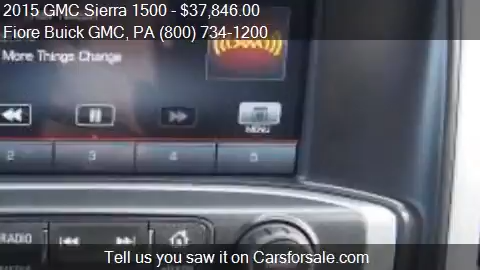 2015 GMC Sierra 1500 - $37,846.00
Fiore Buick GMC, PA (800) 734-1200
More Things Change
MENU
2 3 4 5
RADIO
Tell us you saw it on Carsforsale.com